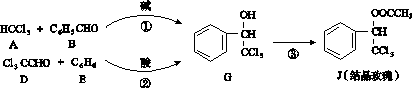 HCCl₃ + C₆H₅CHO
A B
碱
①
Cl₃CCHO + C₆H₆
D E
酸
②
OH
CH
CCl₃
G
③
OOCCH₃
CH
CCl₃
J(结晶玫瑰)